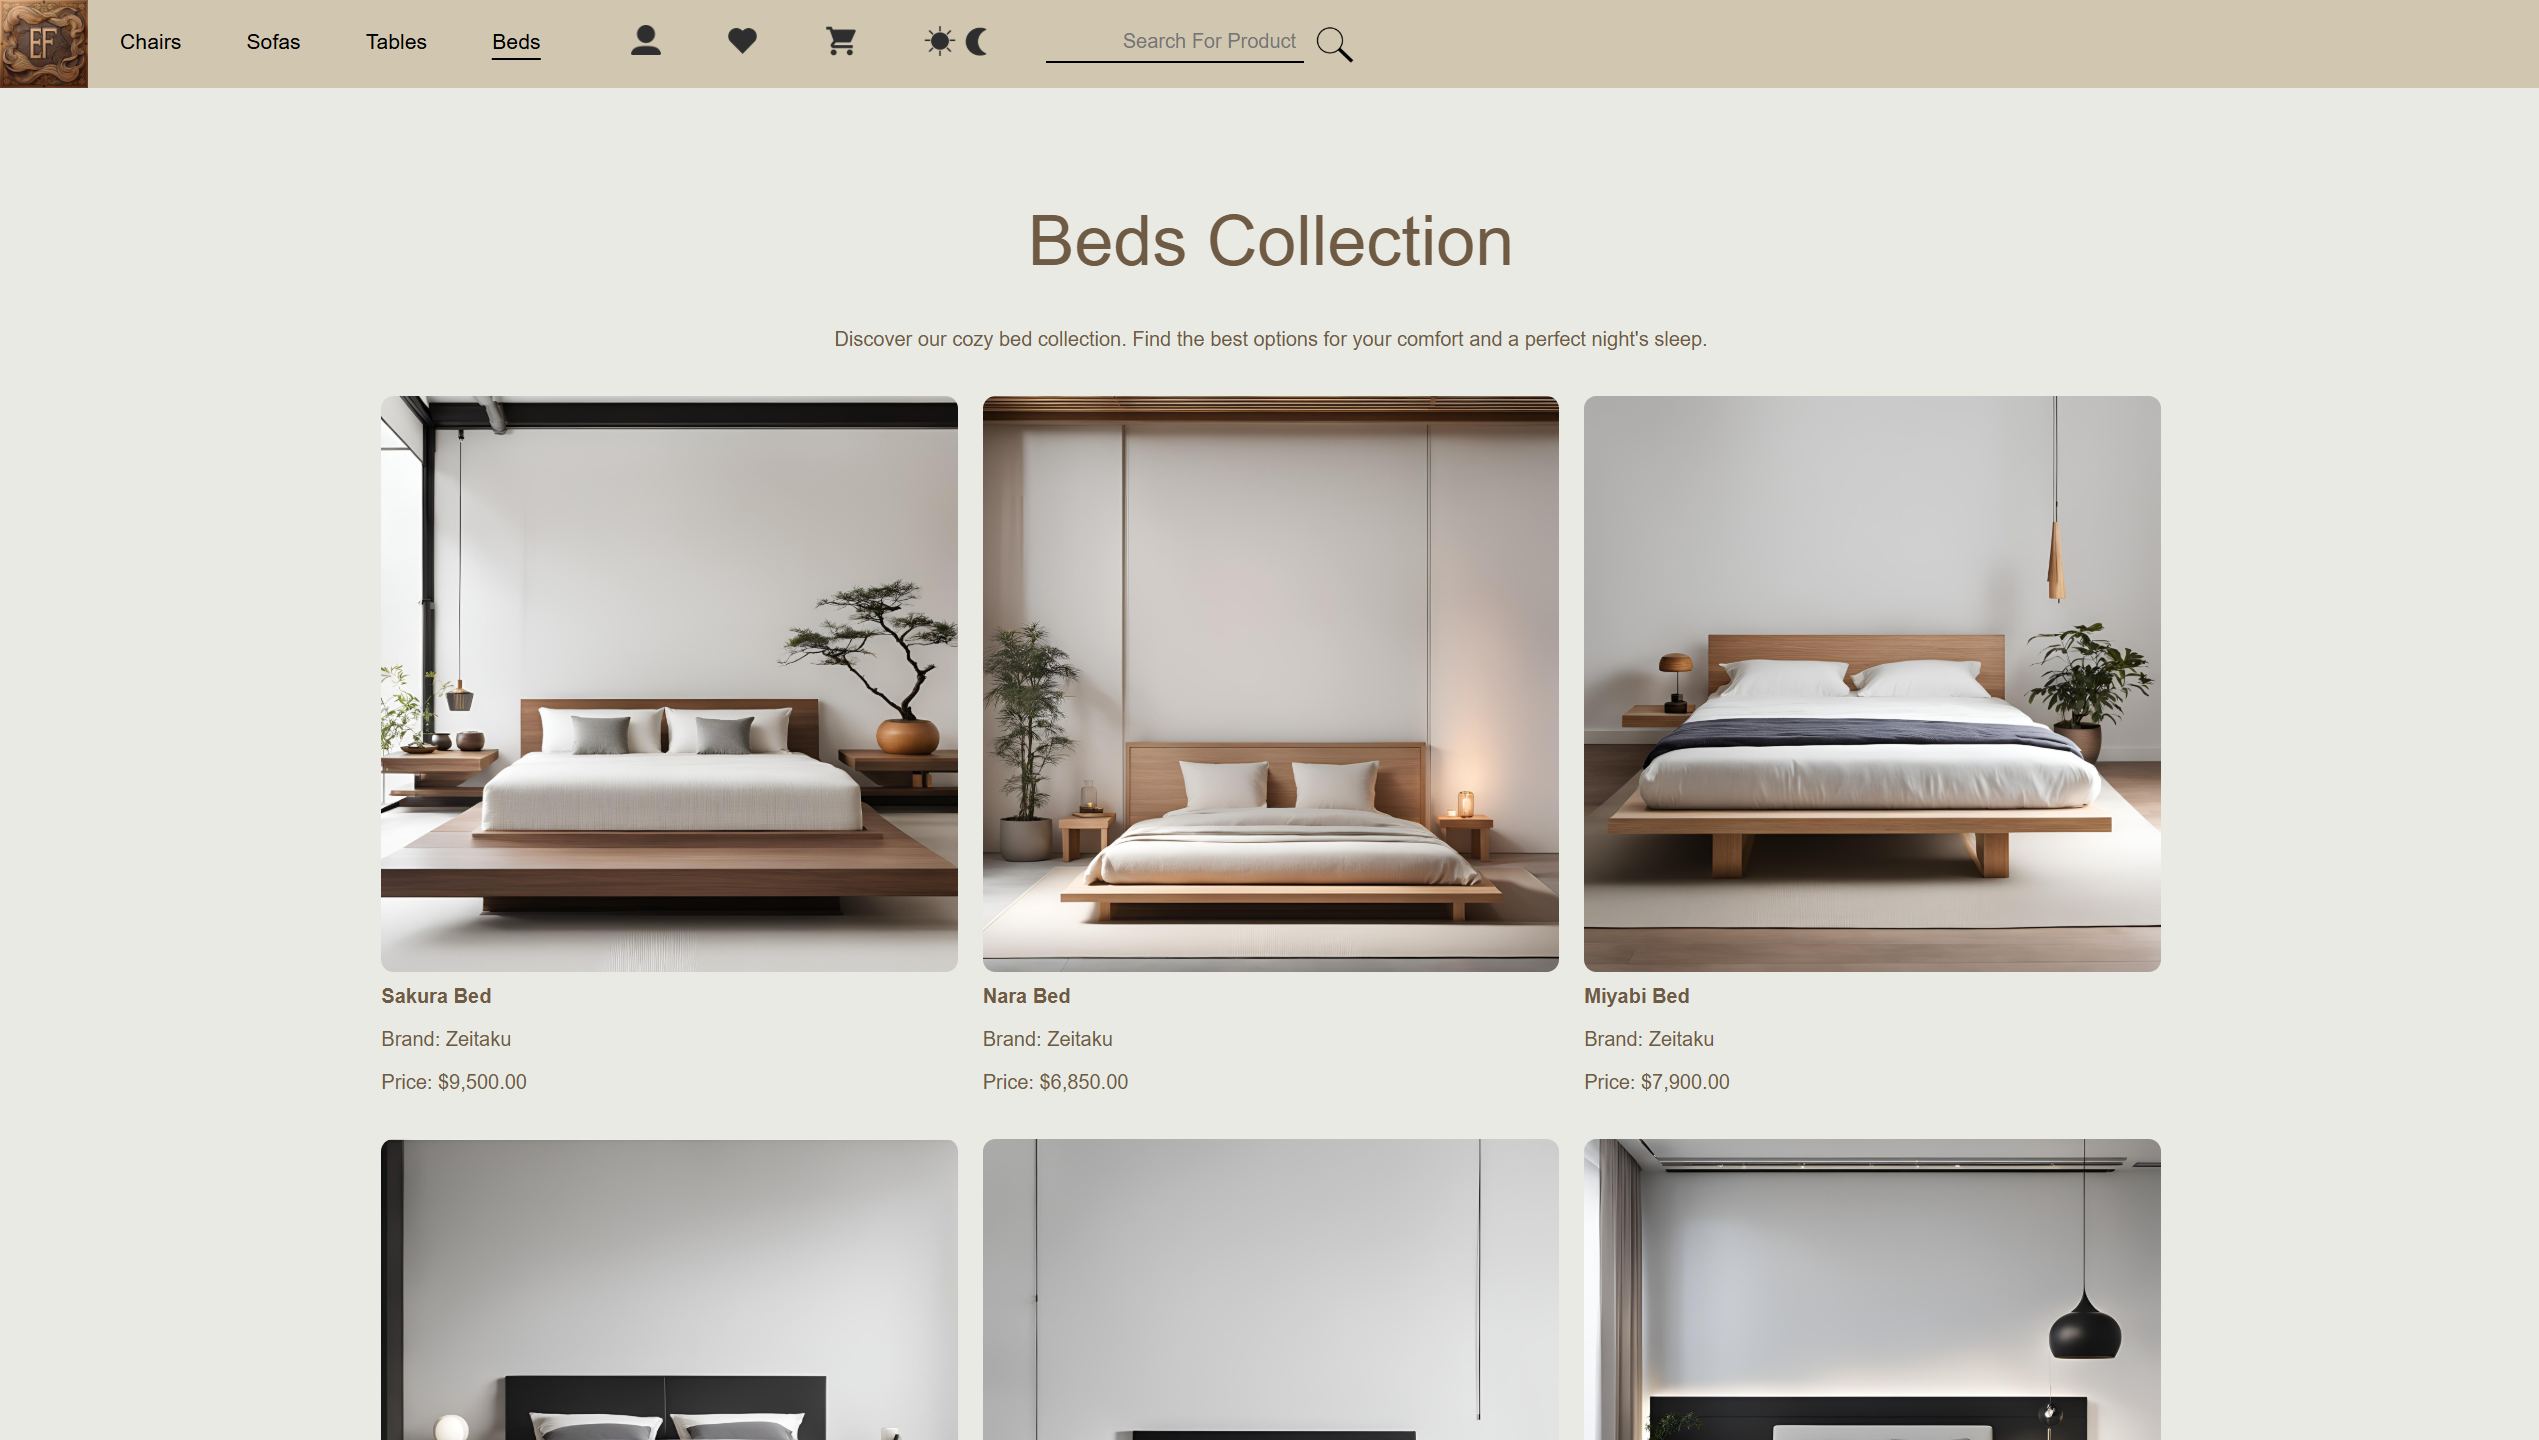 EF
Chairs
Sofas
Tables
Beds
Search For Product
Beds Collection
Discover our cozy bed collection. Find the best options for your comfort and a perfect night's sleep.
Sakura Bed
Brand: Zeitaku
Price: $9,500.00
Nara Bed
Brand: Zeitaku
Price: $6,850.00
Miyabi Bed
Brand: Zeitaku
Price: $7,900.00